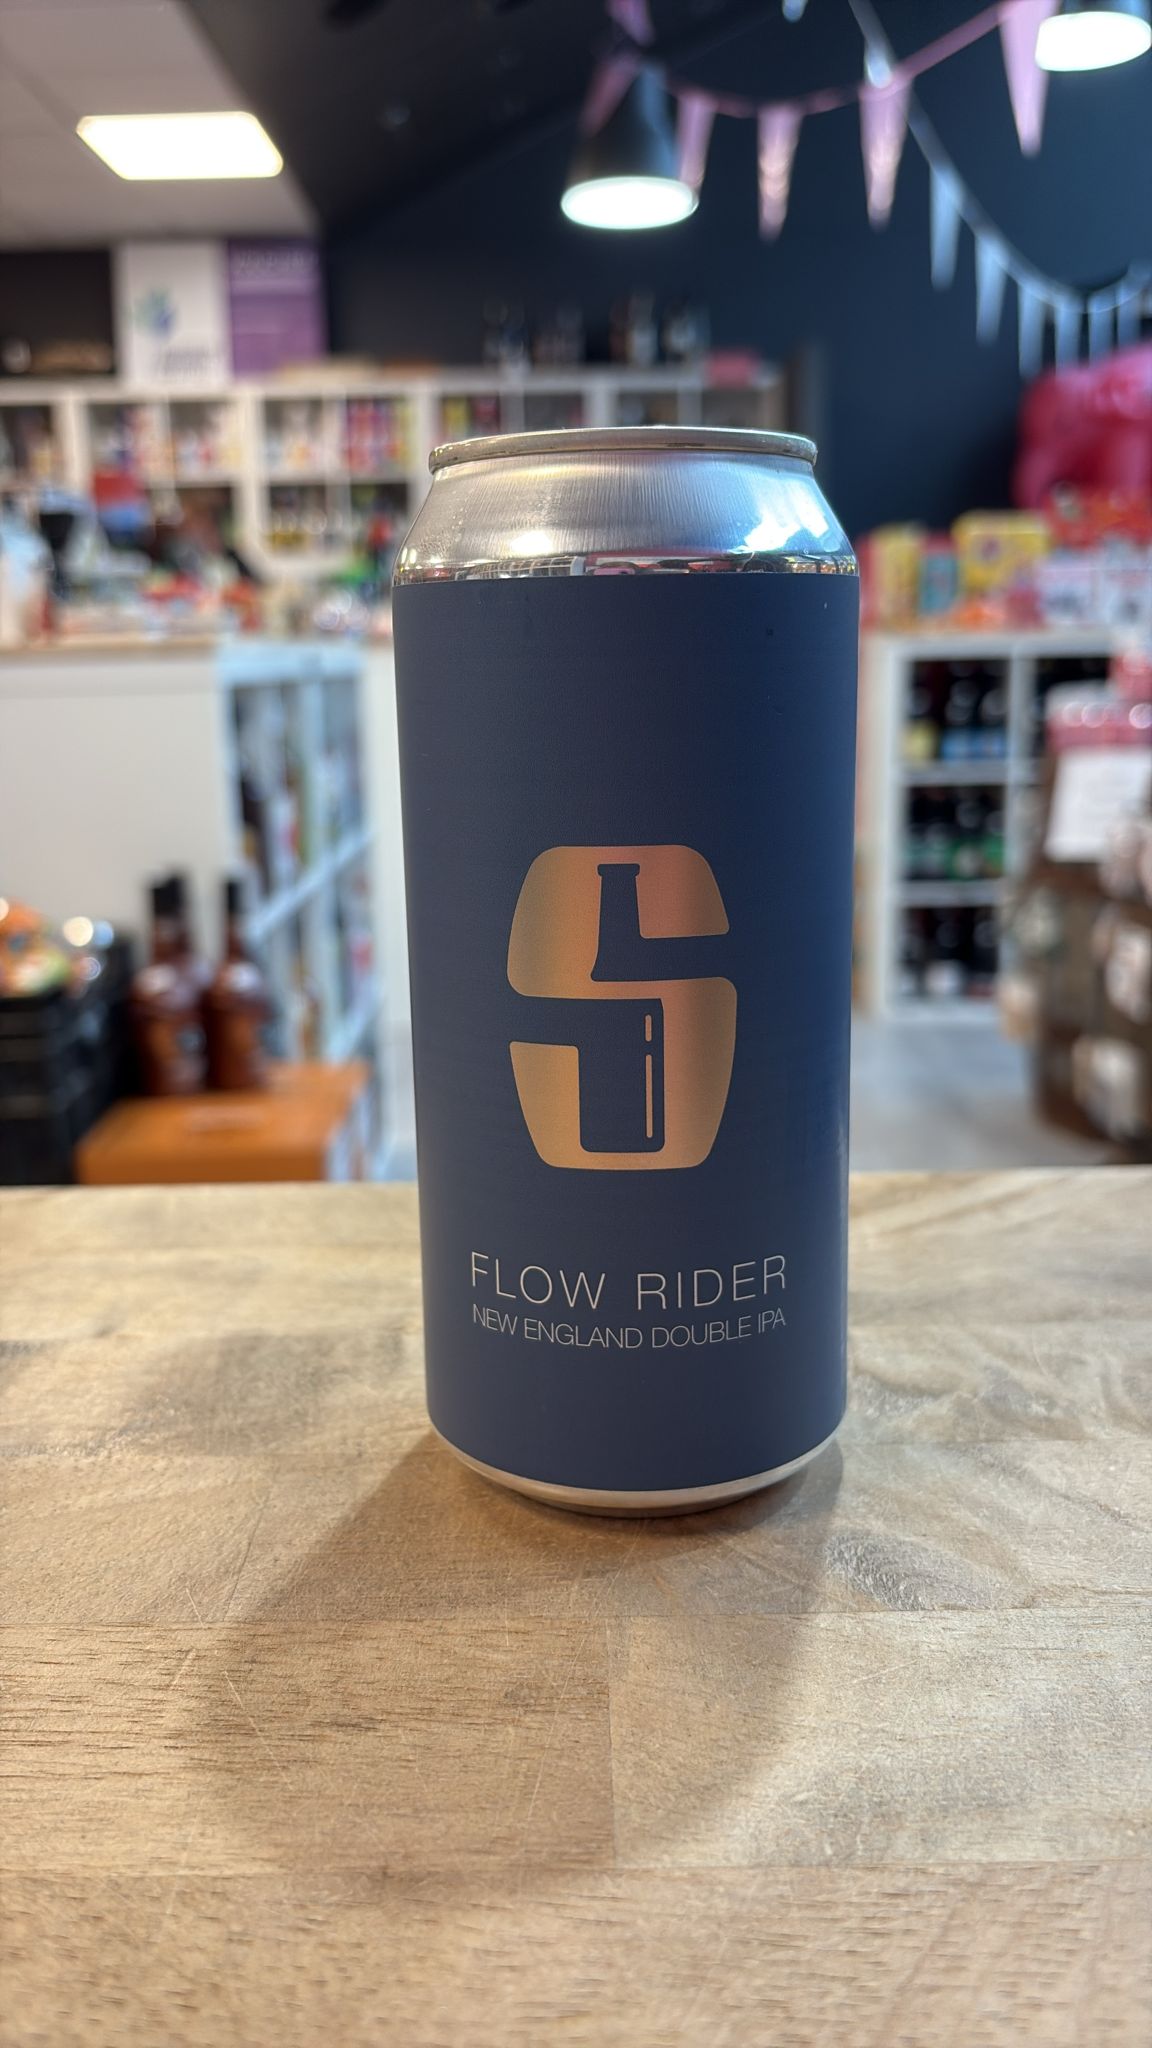 S
FLOW RIDER
NEW ENGLAND DOUBLE IPA